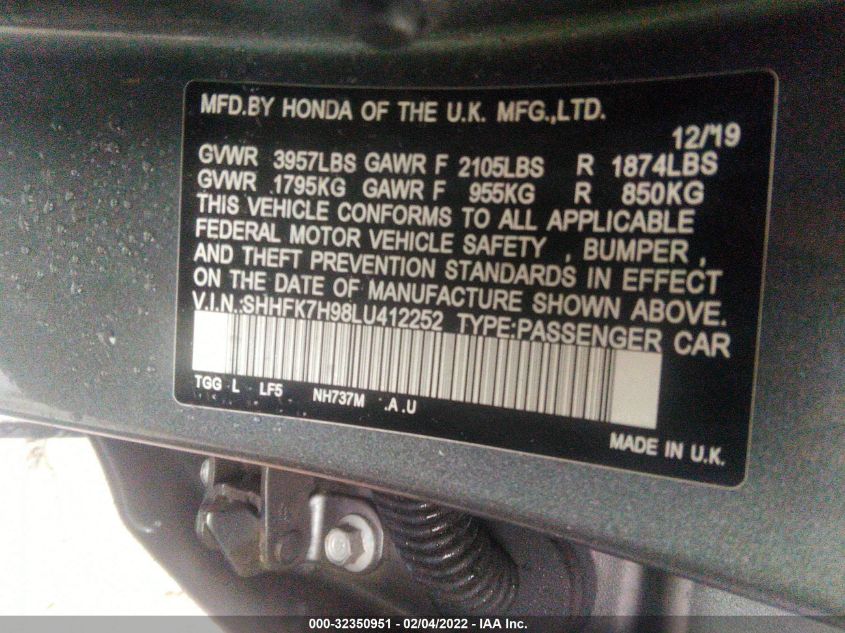 MFD.BY HONDA OF THE U.K. MFG.,LTD.
12/'19
GVWR 3957LBS GAWR F 2105LBS R 1874LBS
GVWR 1795KG GAWR F 955KG R 850KG
THIS VEHICLE CONFORMS TO ALL APPLICABLE
FEDERAL MOTOR VEHICLE SAFETY , BUMPER ,
AND THEFT PREVENTION STANDARDS IN EFFECT
ON THE DATE OF MANUFACTURE SHOWN ABOVE.
V.I.N.:SHHFK7H98LU412252 TYPE:PASSENGER CAR
TGG L LF5 NH737M .A .U
MADE IN U.K.
000-32350951 - 02/04/2022 - IAA Inc.